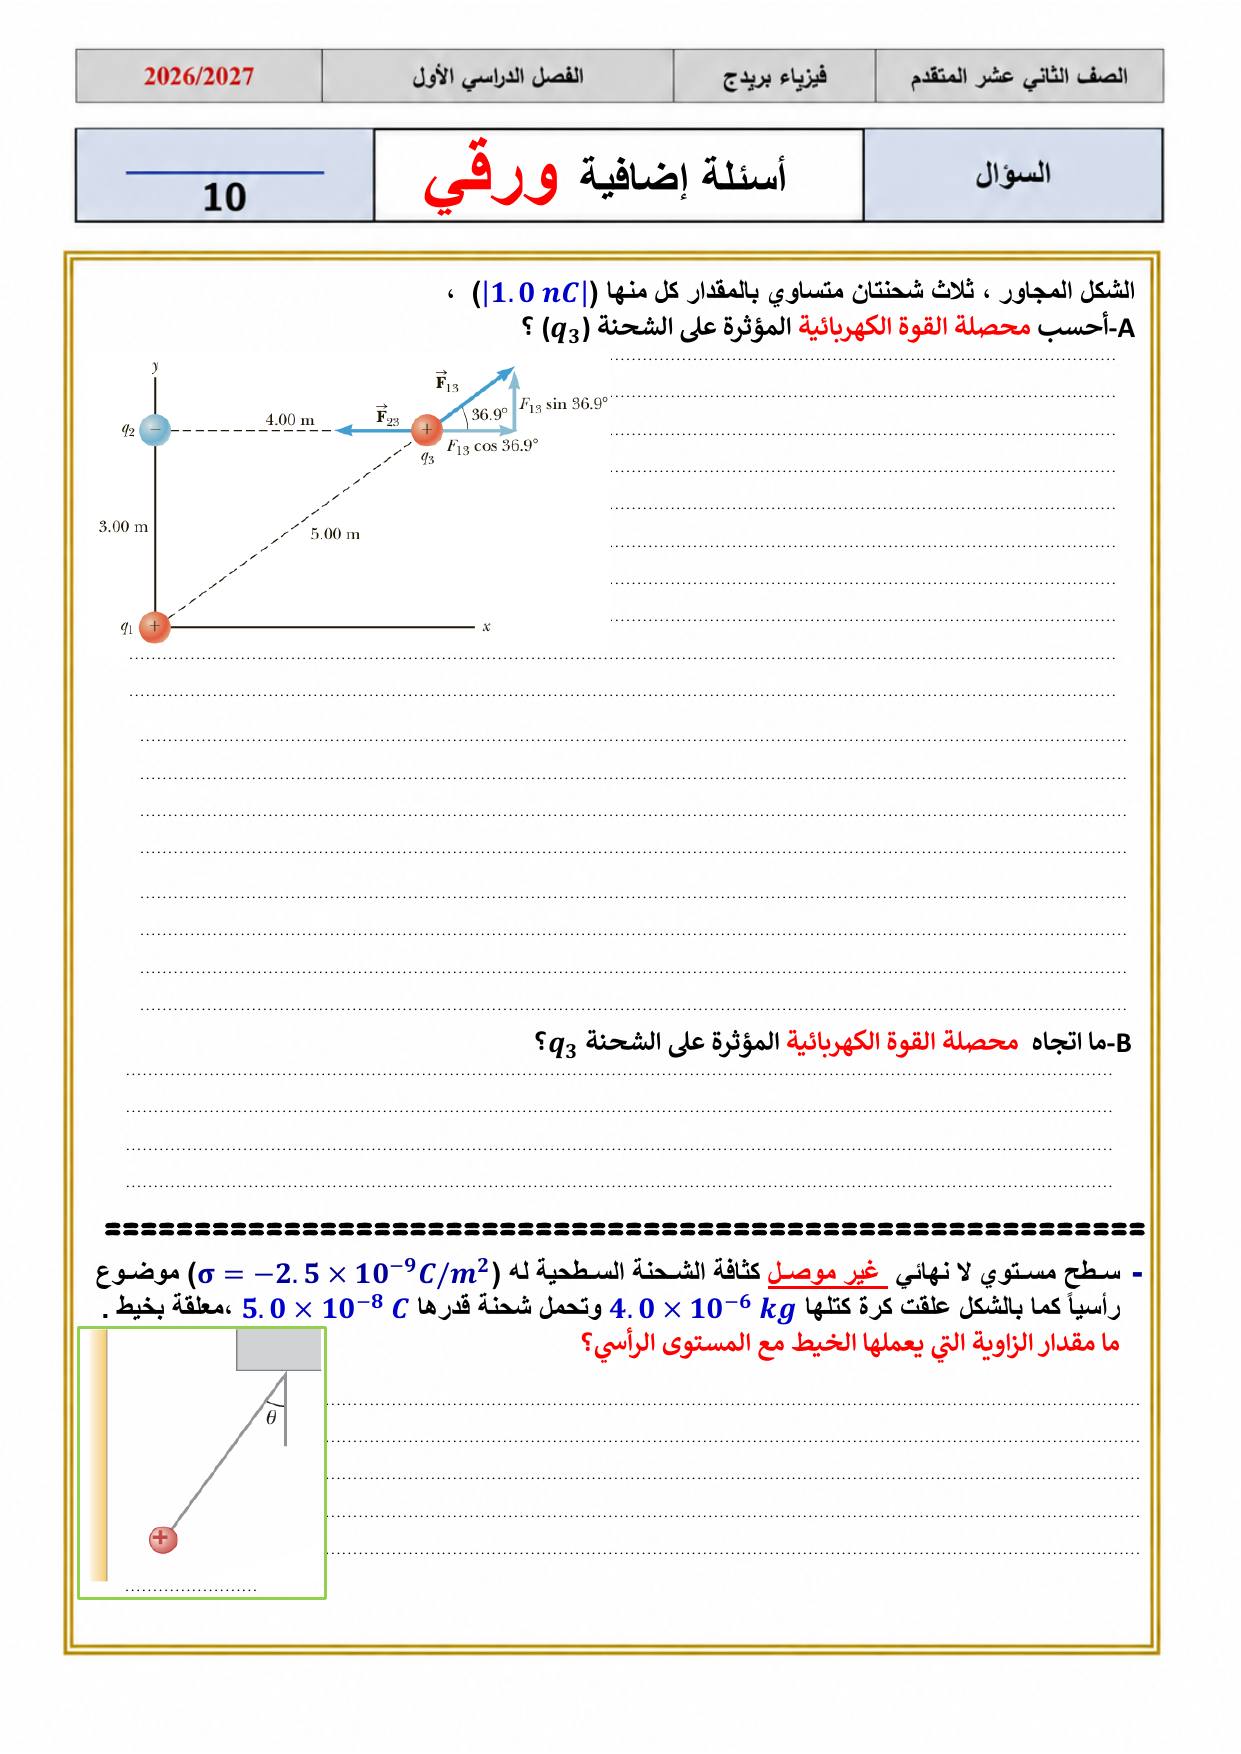 الصف الثاني عشر المتقدم فيزياء بريدج الفصل الدراسي الأول 2026/2027
السؤال أسئلة إضافية ورقي 10
الشكل المجاور ، ثلاث شحنتان متساوي بالمقدار كل منها (|1.0 nC|) ،
A-أحسب محصلة القوة الكهربائية المؤثرة على الشحنة (q₃) ؟
y
F⃗₁₃
F₁₃ sin 36.9°
4.00 m
F⃗₂₃
36.9°
q₂
−
+
F₁₃ cos 36.9°
q₃
3.00 m
5.00 m
q₁
+
x
B-ما اتجاه محصلة القوة الكهربائية المؤثرة على الشحنة q₃؟
==========================================================
- سطح مستوي لا نهائي غير موصل كثافة الشحنة السطحية له (σ = −2.5 × 10⁻⁹C/m²) موضوع
رأسياً كما بالشكل علقت كرة كتلها 4.0 × 10⁻⁶ kg وتحمل شحنة قدرها 5.0 × 10⁻⁸ C ،معلقة بخيط .
ما مقدار الزاوية التي يعملها الخيط مع المستوى الرأسي؟
θ
+